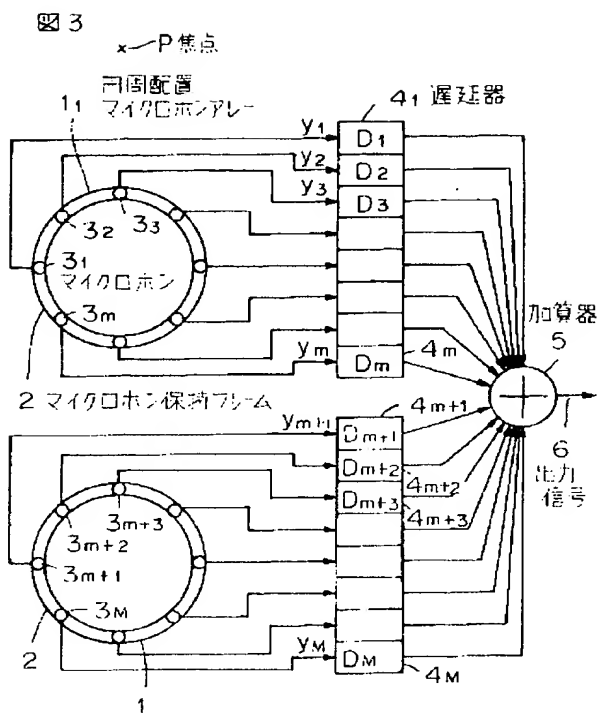 図3
×〜P焦点
円周配置
マイクロホンアレー
1₁
4₁ 遅延器
y₁
D₁
y₂
D₂
y₃
D₃
3₂
3₃
3₁
マイクロホン
3m
加算器
5
ym
Dm
4m
2 マイクロホン保持フレーム
6
出力
信号
ym+1
Dm+1
4m+1
Dm+2
4m+2
Dm+3
4m+3
3m+3
3m+2
3m+1
3M
2
1
yM
DM
4M